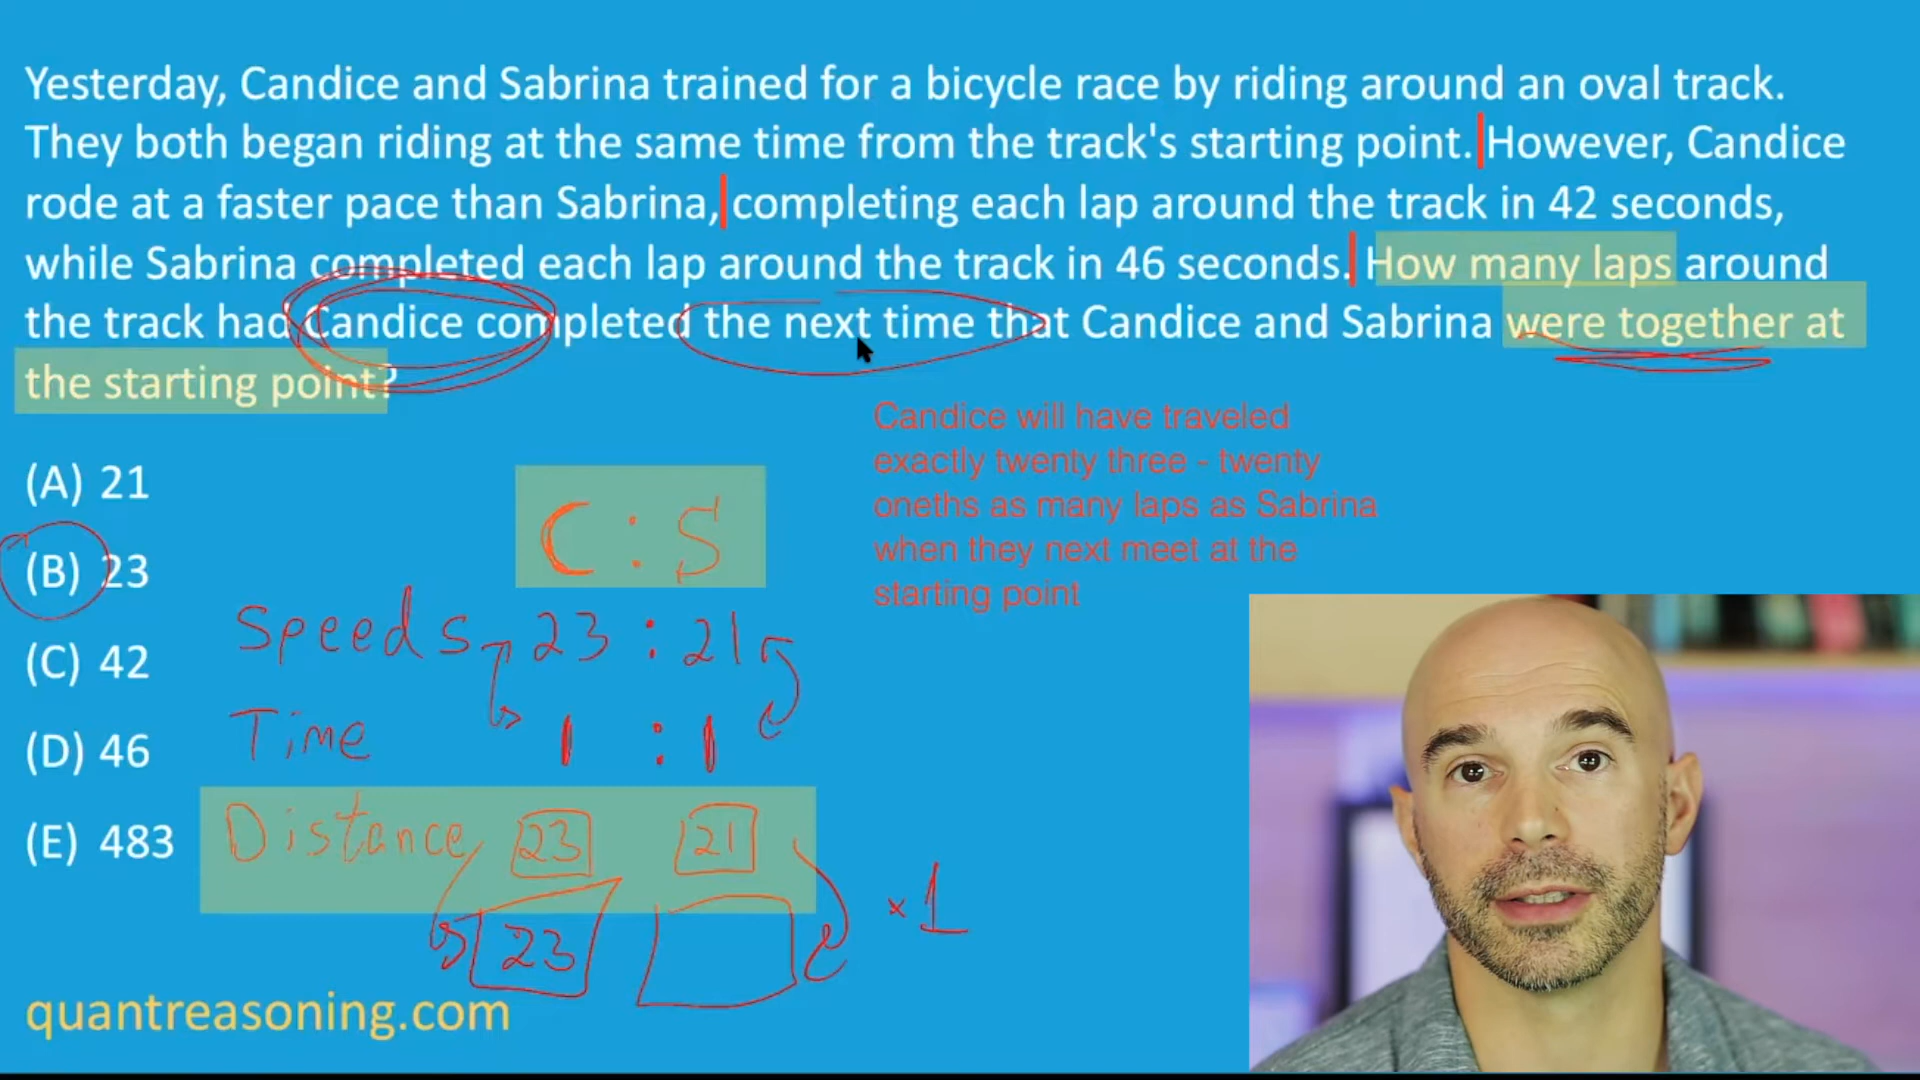 Yesterday, Candice and Sabrina trained for a bicycle race by riding around an oval track.
They both began riding at the same time from the track's starting point. However, Candice
rode at a faster pace than Sabrina, completing each lap around the track in 42 seconds,
while Sabrina completed each lap around the track in 46 seconds. How many laps around
the track had Candice completed the next time that Candice and Sabrina were together at
the starting point?
Candice will have traveled
exactly twenty three - twenty
oneths as many laps as Sabrina
when they next meet at the
starting point
(A) 21
(B) 23
(C) 42
(D) 46
(E) 483
C : S
Speeds 23 : 21
Time 1 : 1
Distance 23 21
23
×1
quantreasoning.com